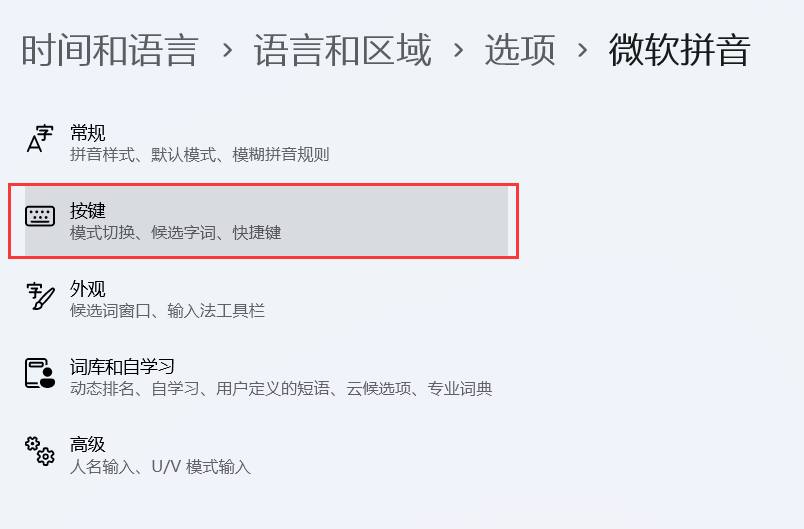 时间和语言 › 语言和区域 › 选项 › 微软拼音
常规
拼音样式、默认模式、模糊拼音规则
按键
模式切换、候选字词、快捷键
外观
候选词窗口、输入法工具栏
词库和自学习
动态排名、自学习、用户定义的短语、云候选项、专业词典
高级
人名输入、U/V 模式输入